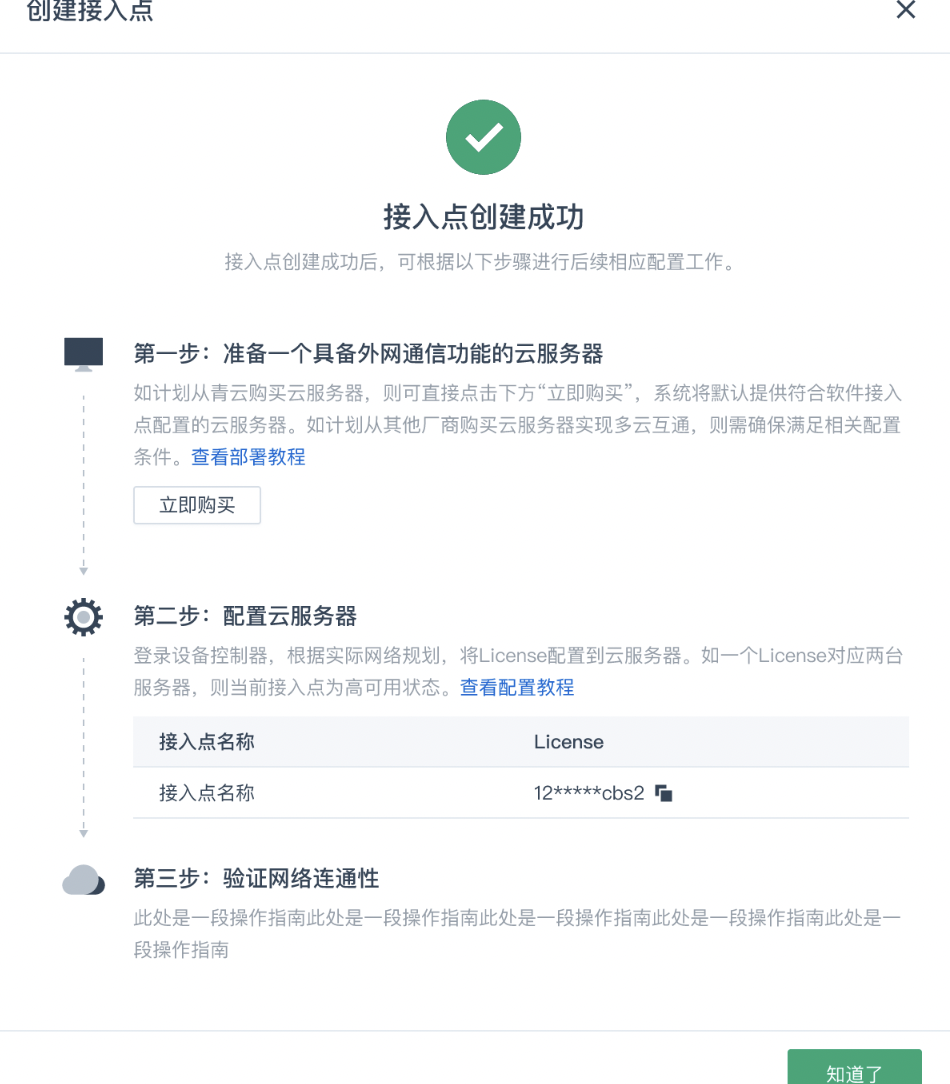 创建接入点
接入点创建成功
接入点创建成功后，可根据以下步骤进行后续相应配置工作。
第一步：准备一个具备外网通信功能的云服务器
如计划从青云购买云服务器，则可直接点击下方“立即购买”，系统将默认提供符合软件接入
点配置的云服务器。如计划从其他厂商购买云服务器实现多云互通，则需确保满足相关配置
条件。查看部署教程
立即购买
第二步：配置云服务器
登录设备控制器，根据实际网络规划，将License配置到云服务器。如一个License对应两台
服务器，则当前接入点为高可用状态。查看配置教程
接入点名称 License
接入点名称 12*****cbs2
第三步：验证网络连通性
此处是一段操作指南此处是一段操作指南此处是一段操作指南此处是一段操作指南此处是一
段操作指南
知道了